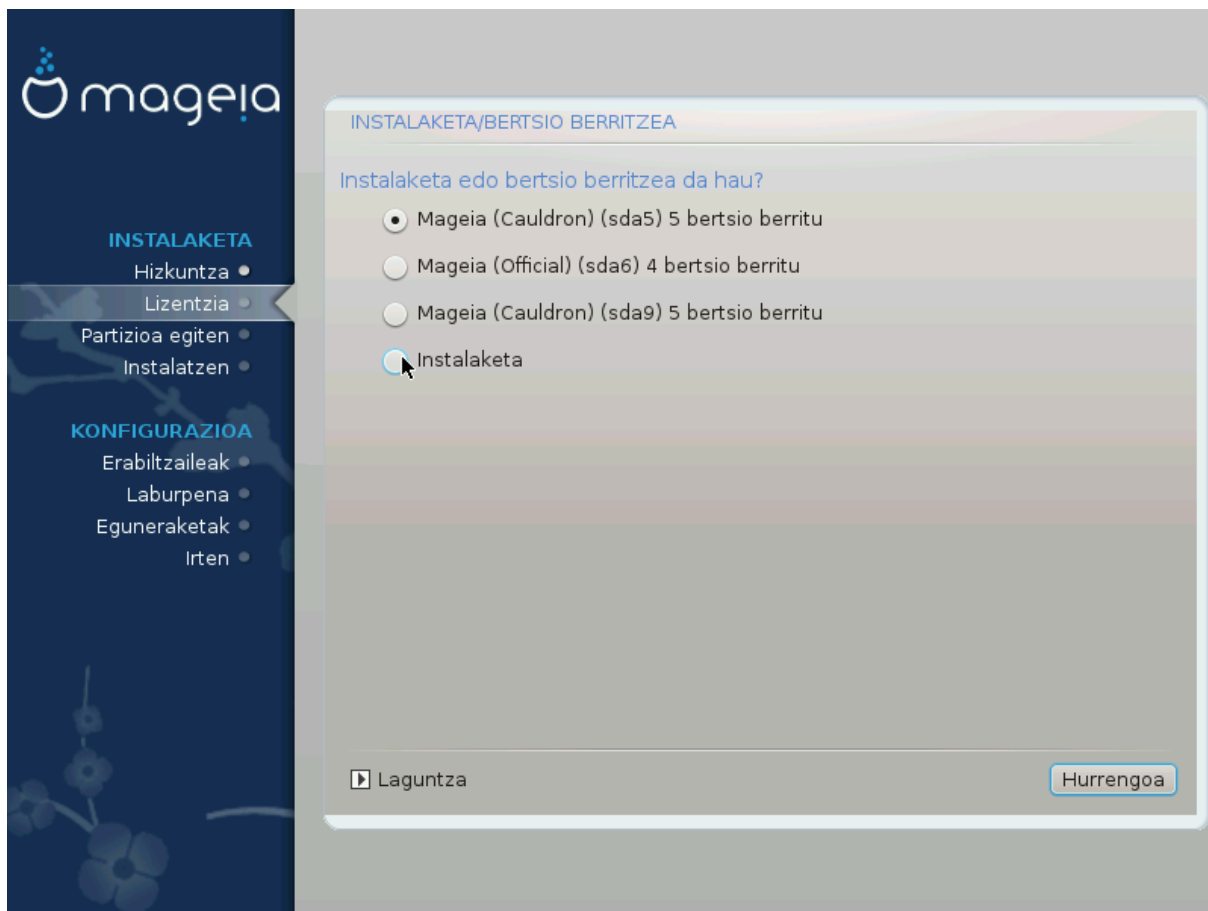 mageia
INSTALAKETA
Hizkuntza
Lizentzia
Partizioa egiten
Instalatzen
KONFIGURAZIOA
Erabiltzaileak
Laburpena
Eguneraketak
Irten
INSTALAKETA/BERTSIO BERRITZEA
Instalaketa edo bertsio berritzea da hau?
Mageia (Cauldron) (sda5) 5 bertsio berritu
Mageia (Official) (sda6) 4 bertsio berritu
Mageia (Cauldron) (sda9) 5 bertsio berritu
Instalaketa
Laguntza
Hurrengoa